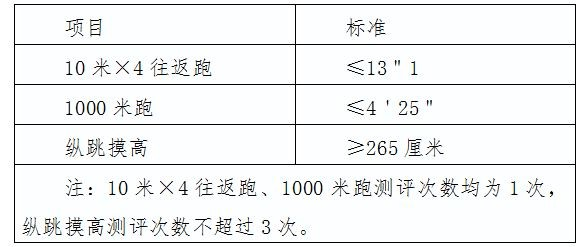 项目 标准
10 米×4 往返跑 ≤13＂1
1000 米跑 ≤4＇25＂
纵跳摸高 ≥265 厘米
注：10 米×4 往返跑、1000 米跑测评次数均为 1 次，
纵跳摸高测评次数不超过 3 次。